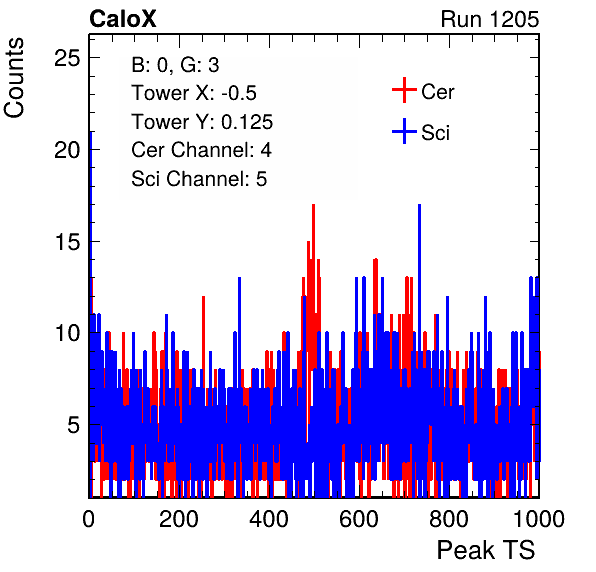 CaloX Run 1205
Counts
25
20
15
10
5
B: 0, G: 3
Tower X: -0.5
Tower Y: 0.125
Cer Channel: 4
Sci Channel: 5
Cer
Sci
0 200 400 600 800 1000
Peak TS